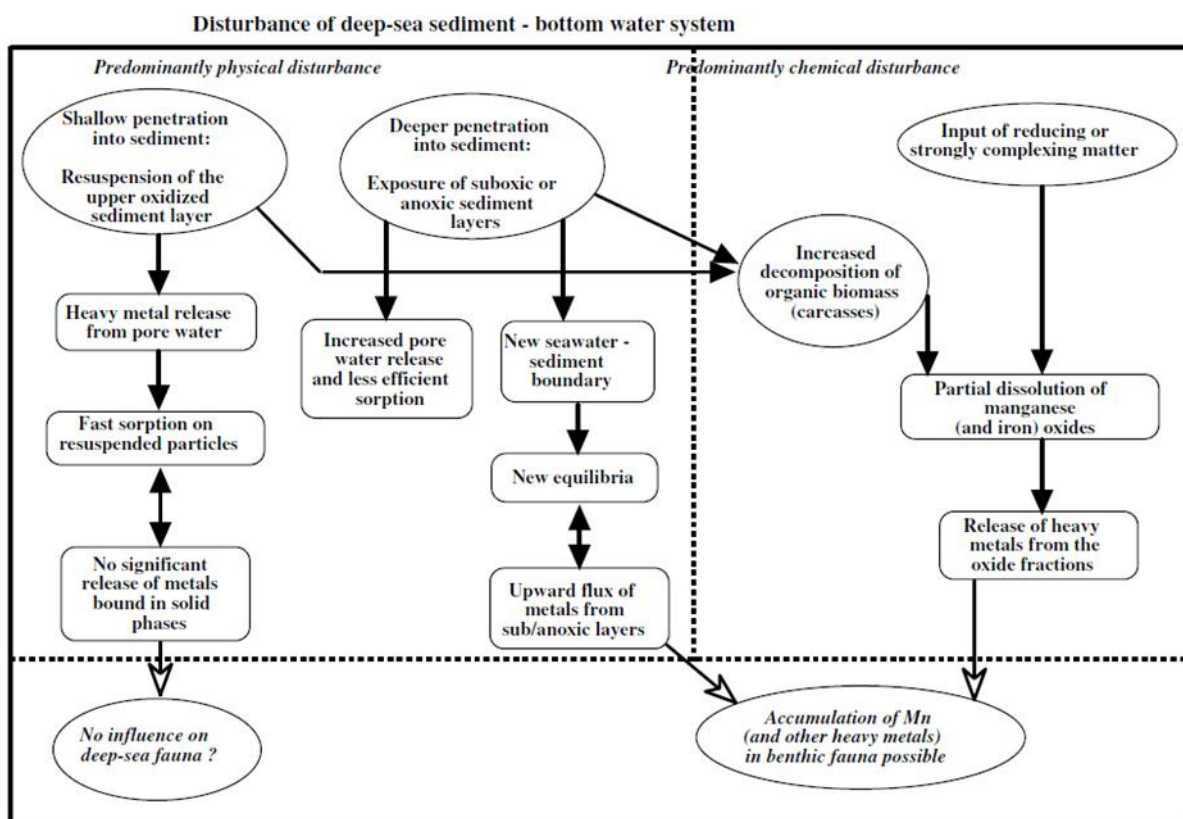 Disturbance of deep-sea sediment - bottom water system
Predominantly physical disturbance
Predominantly chemical disturbance
Shallow penetration
into sediment:
Resuspension of the
upper oxidized
sediment layer
Deeper penetration
into sediment:
Exposure of suboxic or
anoxic sediment
layers
Input of reducing or
strongly complexing matter
Increased
decomposition of
organic biomass
(carcasses)
Heavy metal release
from pore water
Increased pore
water release
and less efficient
sorption
New seawater -
sediment
boundary
Partial dissolution of
manganese
(and iron) oxides
Fast sorption on
resuspended particles
New equilibria
Release of heavy
metals from the
oxide fractions
No significant
release of metals
bound in solid
phases
Upward flux of
metals from
sub/anoxic layers
No influence on
deep-sea fauna ?
Accumulation of Mn
(and other heavy metals)
in benthic fauna possible